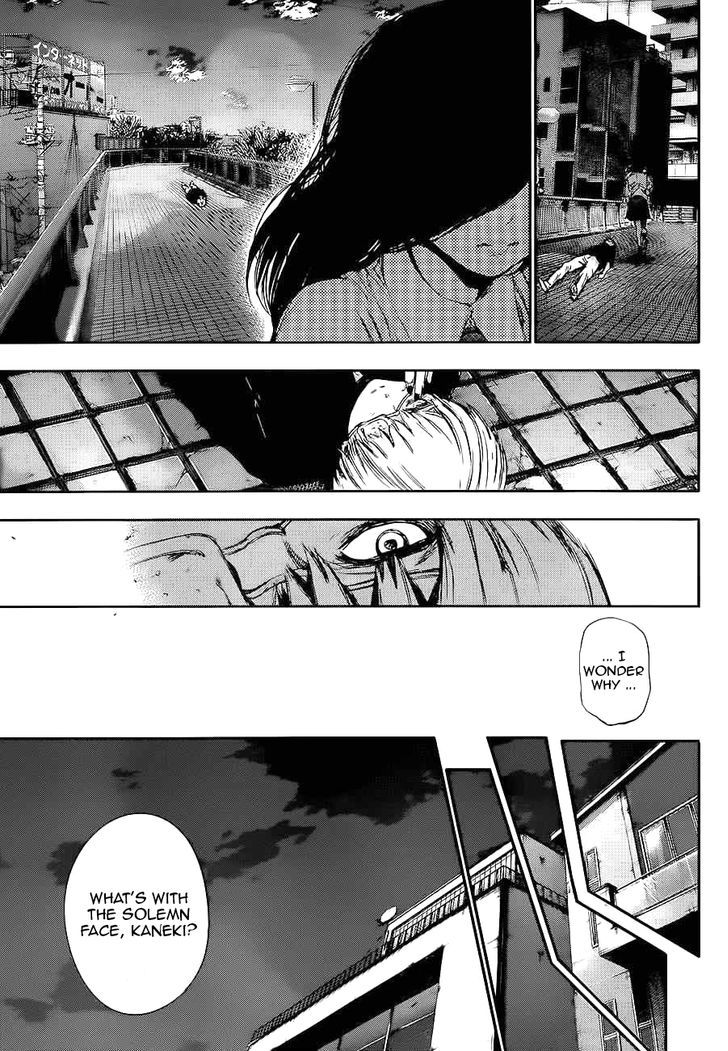 インターネット
... I
WONDER
WHY ...
WHAT'S WITH
THE SOLEMN
FACE, KANEKI?